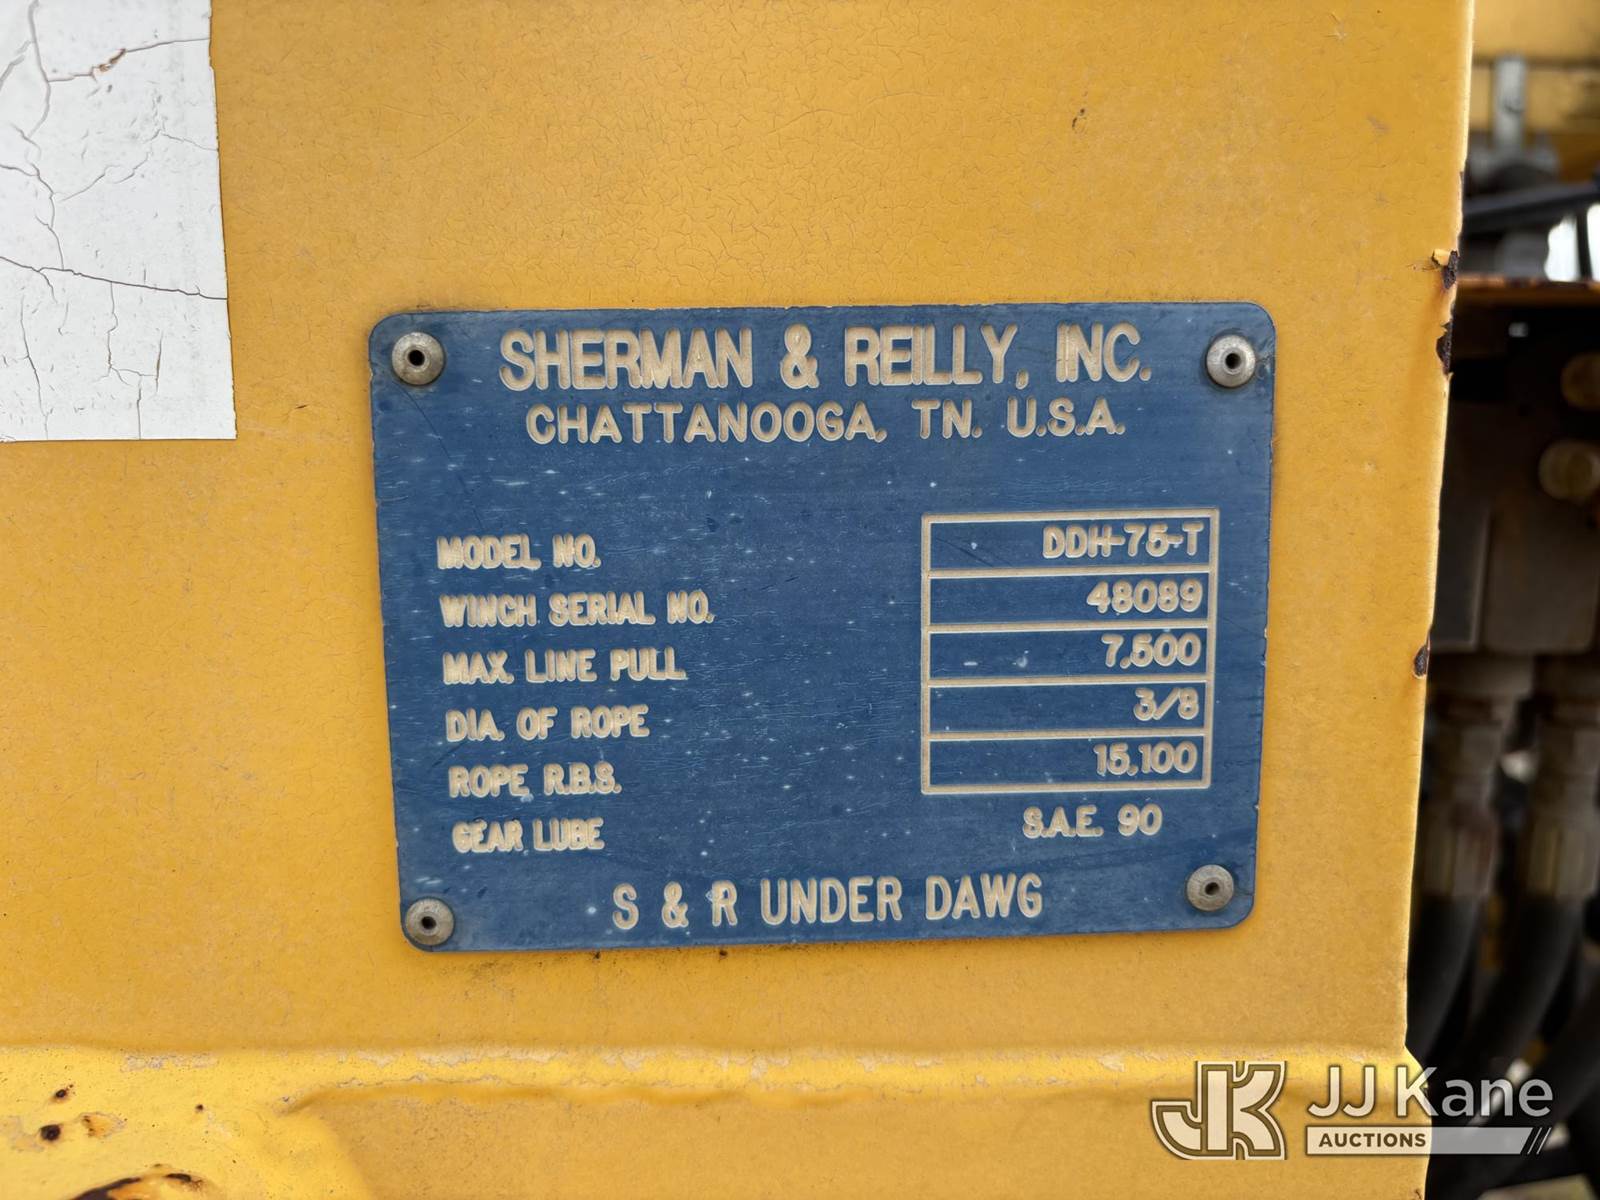 SHERMAN & REILLY, INC.
CHATTANOOGA, TN. U.S.A.
MODEL NO. DDH-75-T
WINCH SERIAL NO. 48089
MAX. LINE PULL 7,500
DIA. OF ROPE 3/8
ROPE R.B.S. 15,100
GEAR LUBE S.A.E. 90
S & R UNDER DAWG
JK JJ Kane
AUCTIONS